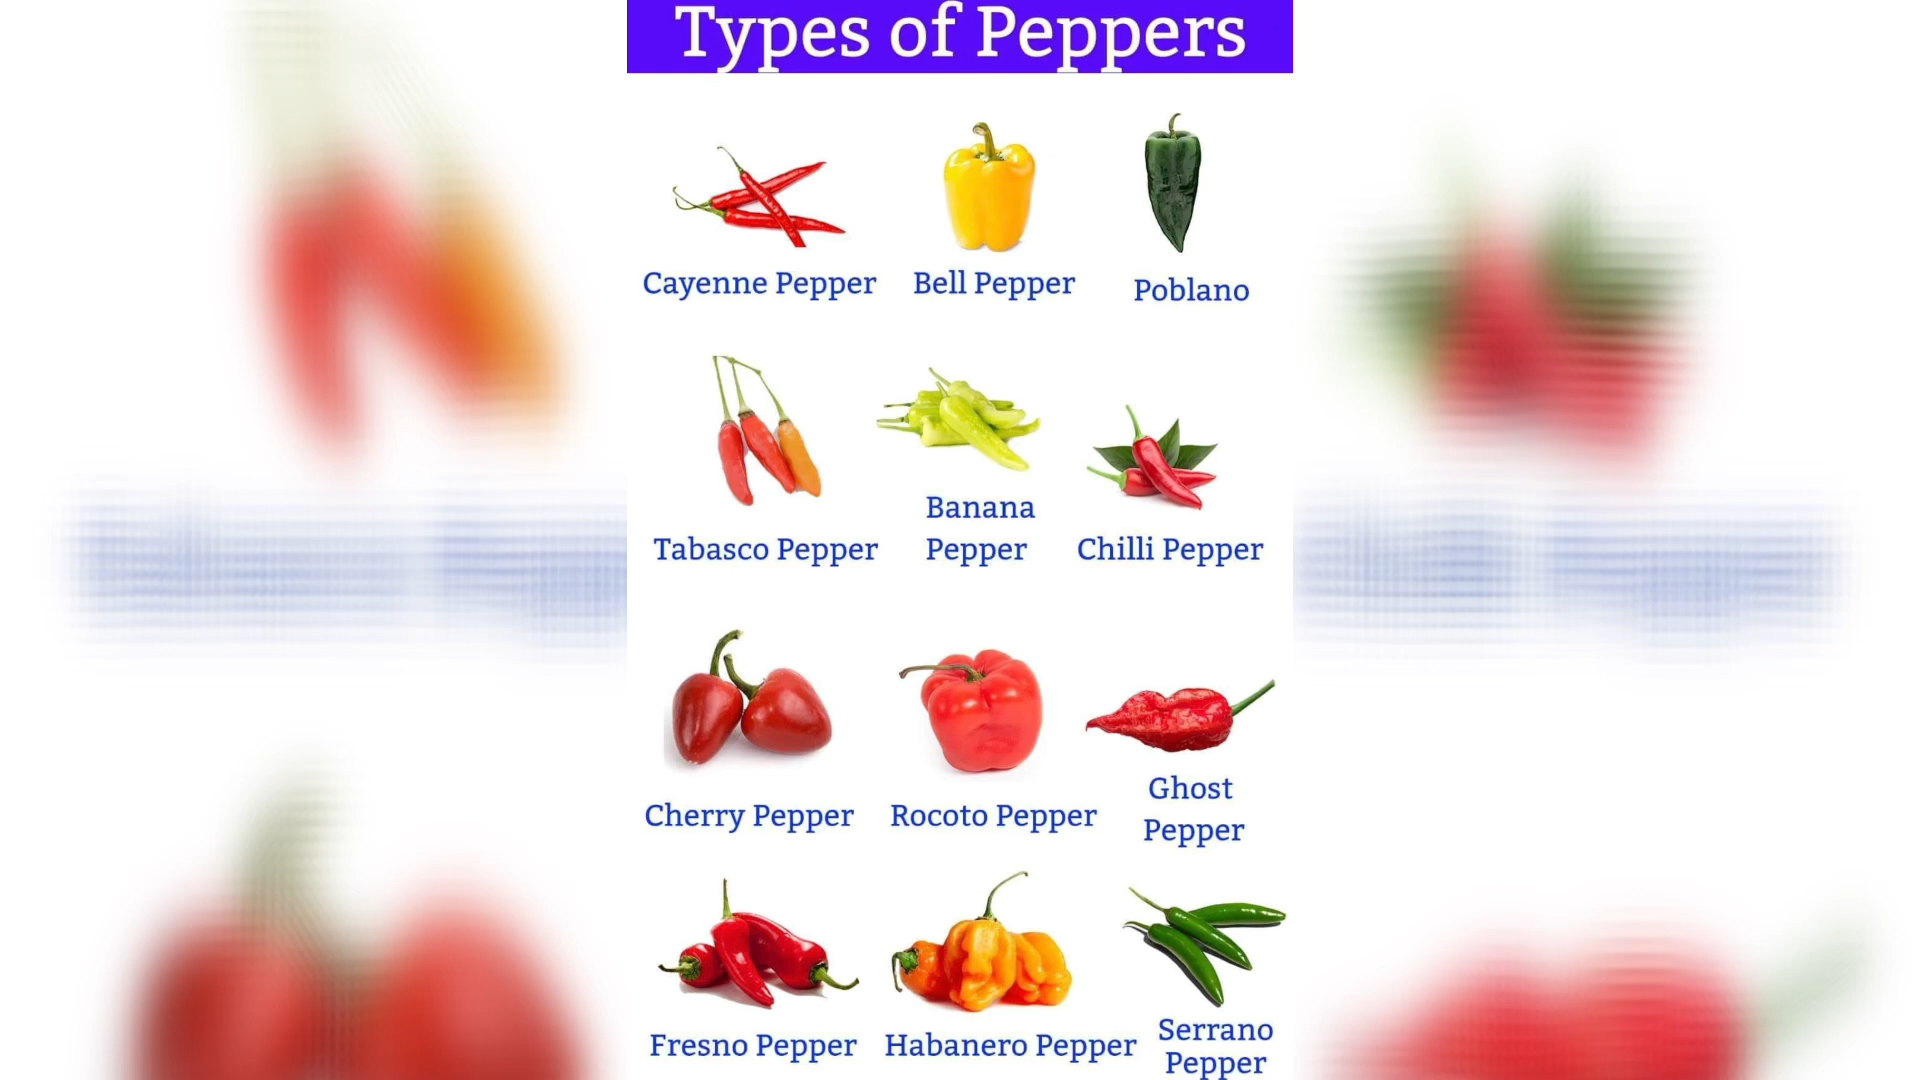 Types of Peppers
Cayenne Pepper
Bell Pepper
Poblano
Tabasco Pepper
Banana
Pepper
Chilli Pepper
Cherry Pepper
Rocoto Pepper
Ghost
Pepper
Fresno Pepper
Habanero Pepper
Serrano
Pepper